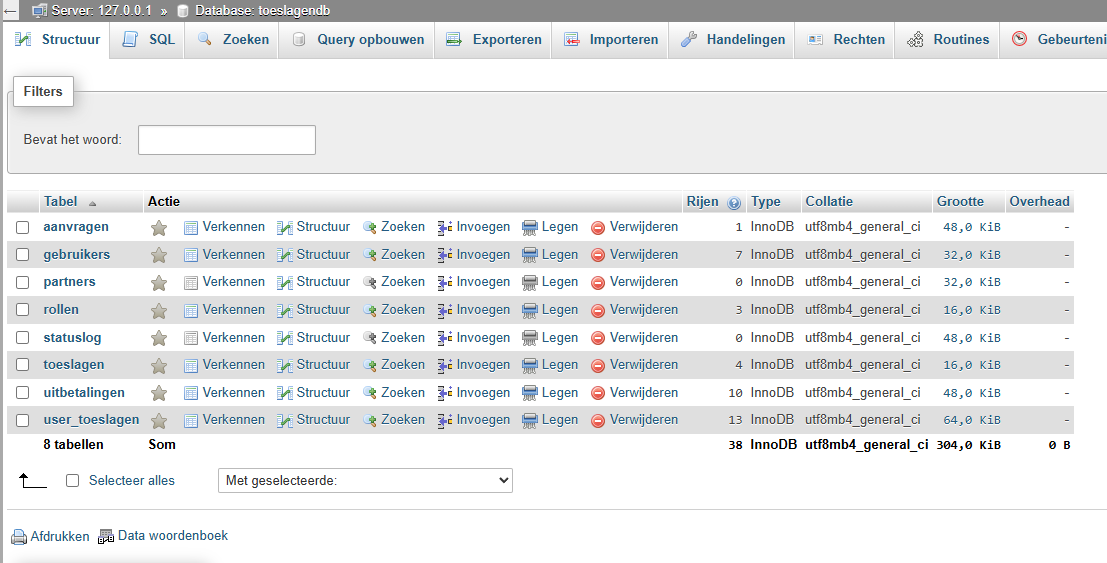 ← Server: 127.0.0.1 » Database: toeslagendb
Structuur SQL Zoeken Query opbouwen Exporteren Importeren Handelingen Rechten Routines Gebeurteni
Filters
Bevat het woord:
Tabel Actie Rijen Type Collatie Grootte Overhead
aanvragen Verkennen Structuur Zoeken Invoegen Legen Verwijderen 1 InnoDB utf8mb4_general_ci 48,0 KiB -
gebruikers Verkennen Structuur Zoeken Invoegen Legen Verwijderen 7 InnoDB utf8mb4_general_ci 32,0 KiB -
partners Verkennen Structuur Zoeken Invoegen Legen Verwijderen 0 InnoDB utf8mb4_general_ci 32,0 KiB -
rollen Verkennen Structuur Zoeken Invoegen Legen Verwijderen 3 InnoDB utf8mb4_general_ci 16,0 KiB -
statuslog Verkennen Structuur Zoeken Invoegen Legen Verwijderen 0 InnoDB utf8mb4_general_ci 48,0 KiB -
toeslagen Verkennen Structuur Zoeken Invoegen Legen Verwijderen 4 InnoDB utf8mb4_general_ci 16,0 KiB -
uitbetalingen Verkennen Structuur Zoeken Invoegen Legen Verwijderen 10 InnoDB utf8mb4_general_ci 48,0 KiB -
user_toeslagen Verkennen Structuur Zoeken Invoegen Legen Verwijderen 13 InnoDB utf8mb4_general_ci 64,0 KiB -
8 tabellen Som 38 InnoDB utf8mb4_general_ci 304,0 KiB 0 B
Selecteer alles Met geselecteerde:
Afdrukken Data woordenboek